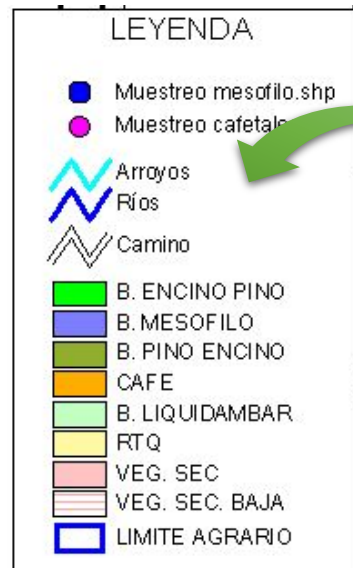 LEYENDA
Muestreo mesofilo.shp
Muestreo
Arroyos
Ríos
Camino
B. ENCINO PINO
B. MESOFILO
B. PINO ENCINO
CAFE
B. LIQUIDAMBAR
RTQ
VEG. SEC
VEG. SEC. BAJA
LIMITE AGRARIO